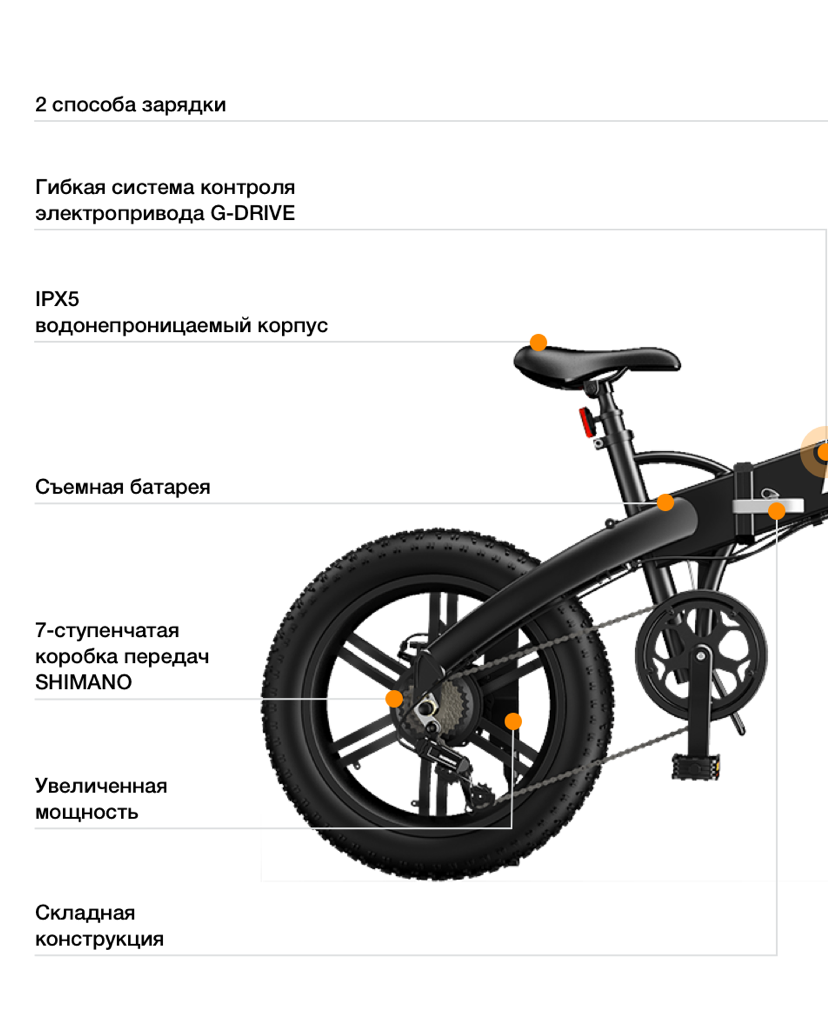 2 способа зарядки
Гибкая система контроля
электропривода G-DRIVE
IPX5
водонепроницаемый корпус
Съемная батарея
7-ступенчатая
коробка передач
SHIMANO
Увеличенная
мощность
Складная
конструкция